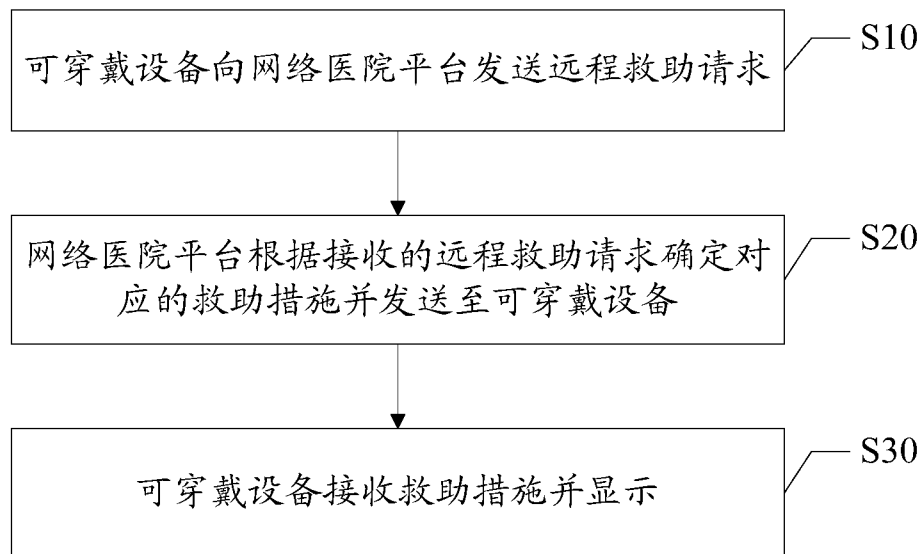 可穿戴设备向网络医院平台发送远程救助请求
S10
网络医院平台根据接收的远程救助请求确定对
应的救助措施并发送至可穿戴设备
S20
可穿戴设备接收救助措施并显示
S30